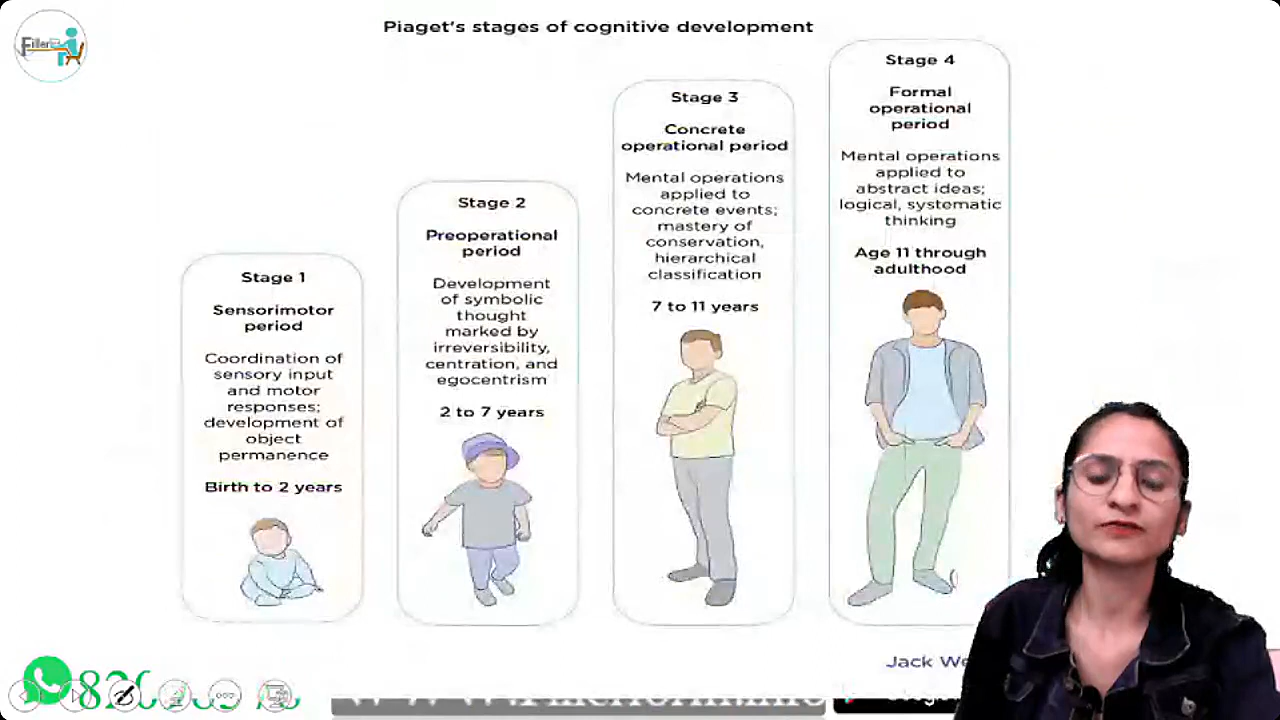 Piaget's stages of cognitive development
Filler
Stage 1
Sensorimotor
period
Coordination of
sensory input
and motor
responses;
development of
object
permanence
Birth to 2 years
Stage 2
Preoperational
period
Development
of symbolic
thought
marked by
irreversibility,
centration, and
egocentrism
2 to 7 years
Stage 3
Concrete
operational period
Mental operations
applied to
concrete events;
mastery of
conservation,
hierarchical
classification
7 to 11 years
Stage 4
Formal
operational
period
Mental operations
applied to
abstract ideas;
logical, systematic
thinking
Age 11 through
adulthood
Jack We